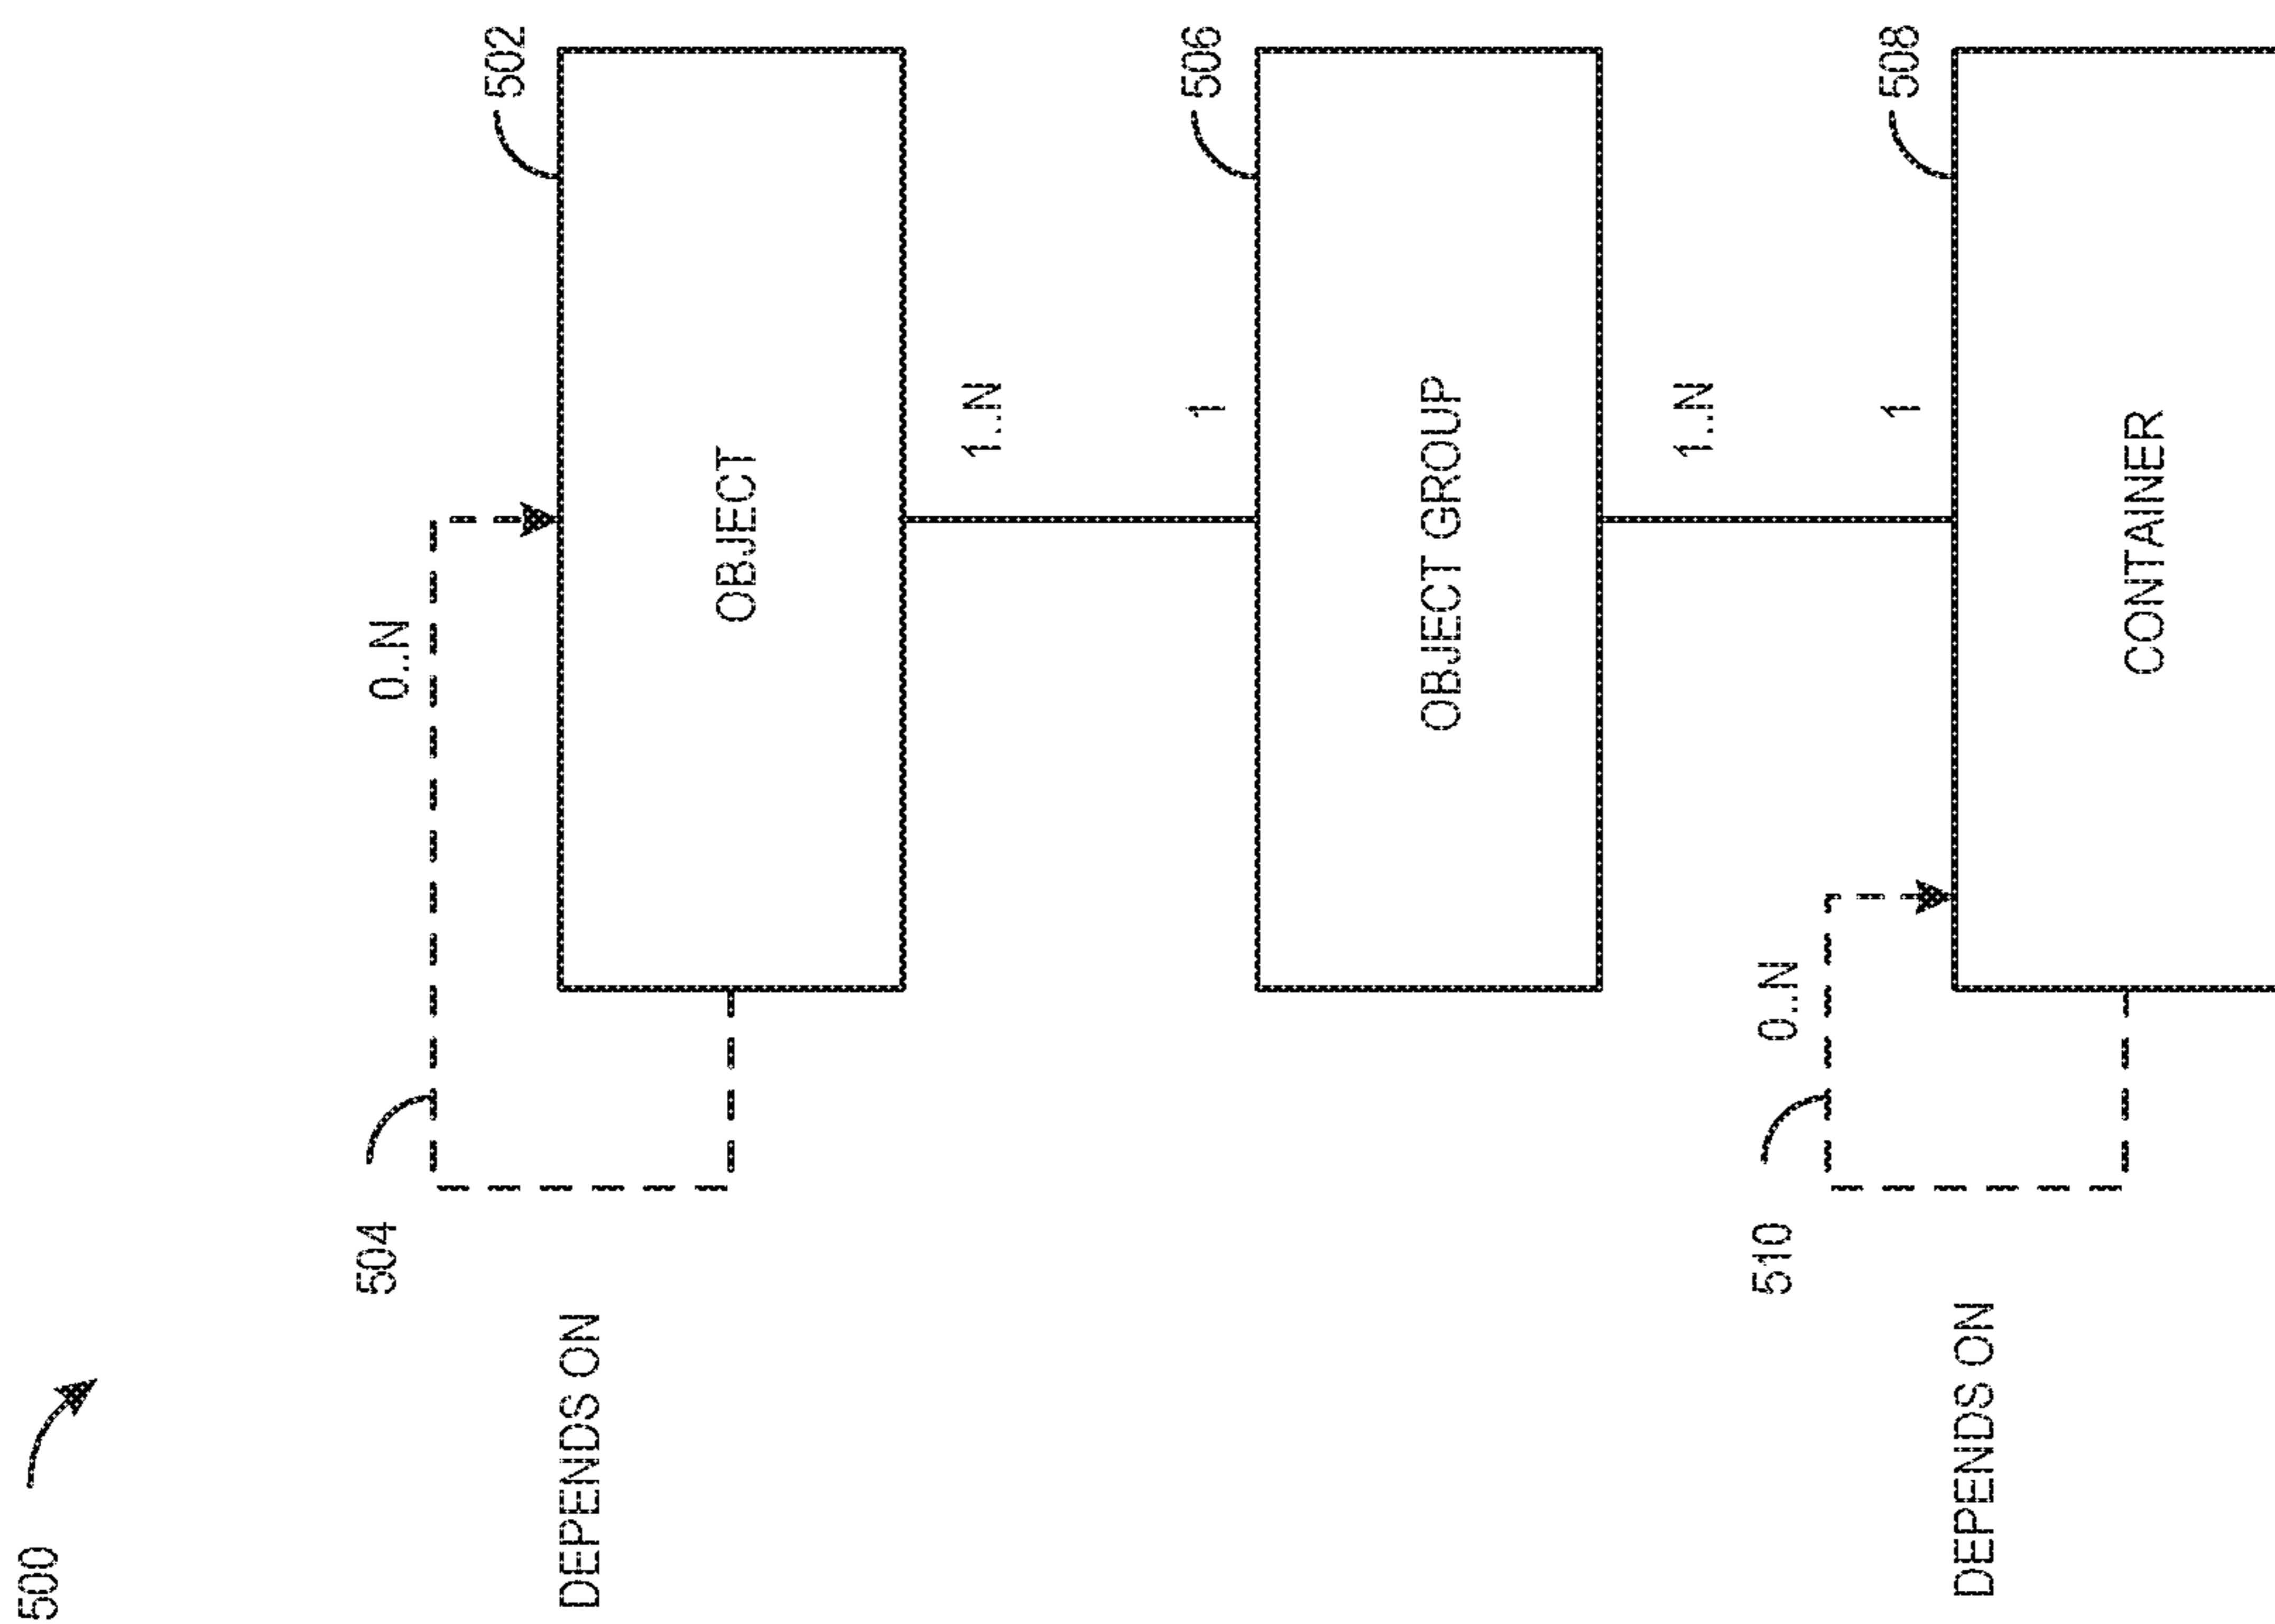 500
504
0..N
502
DEPENDS ON
OBJECT
1..N
1
506
OBJECT GROUP
1..N
1
508
510
0..N
DEPENDS ON
CONTAINER